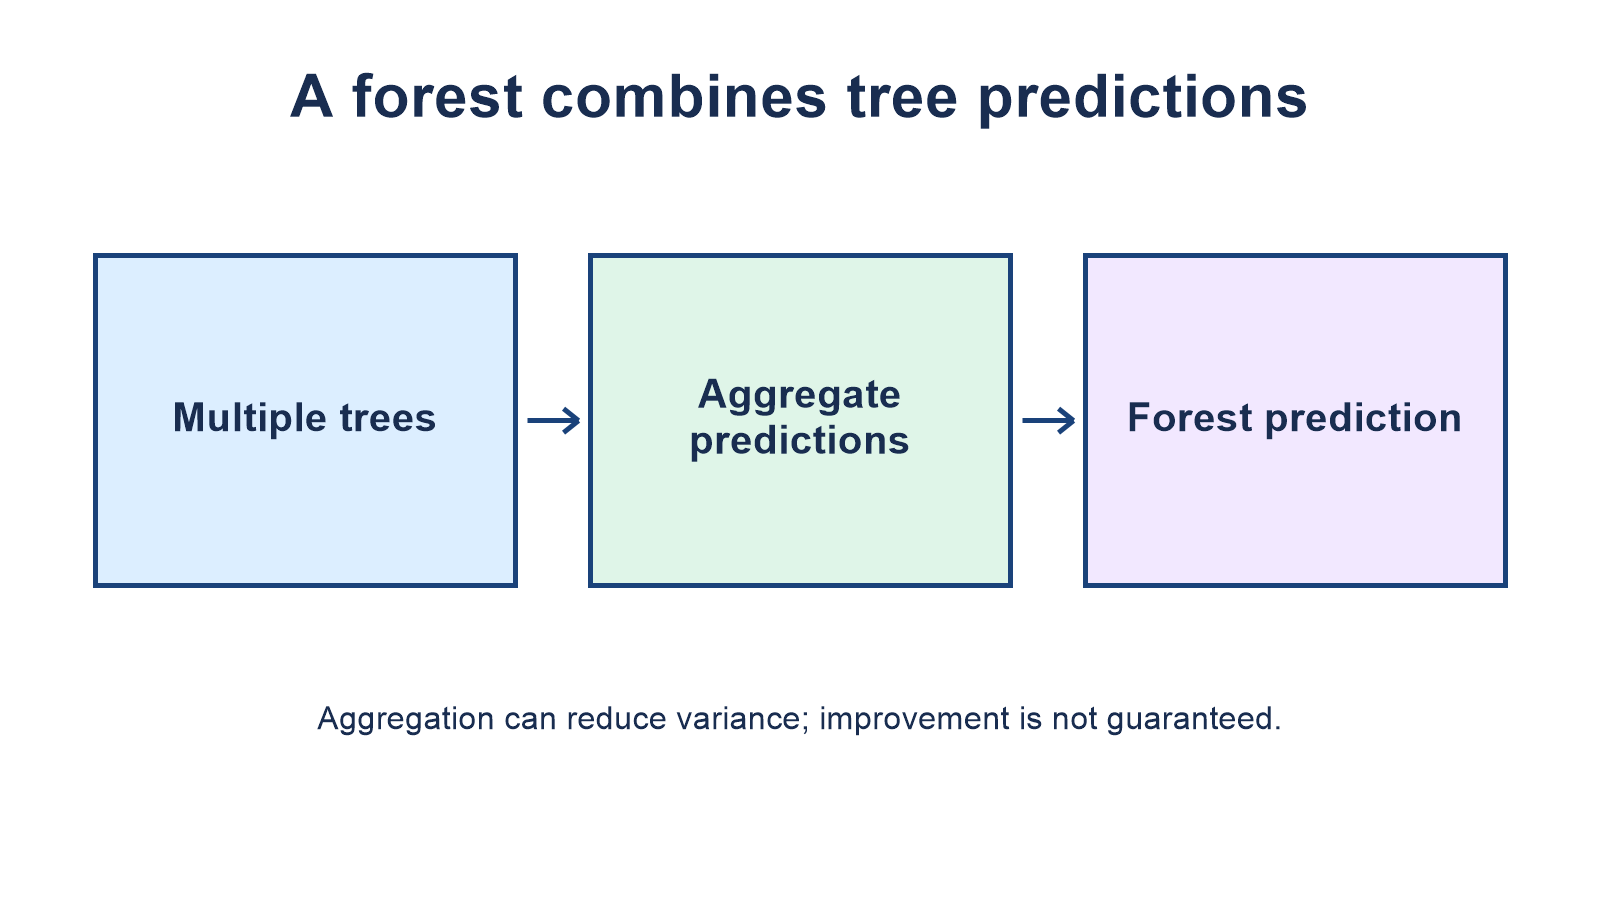 A forest combines tree predictions
Multiple trees
Aggregate
predictions
Forest prediction
Aggregation can reduce variance; improvement is not guaranteed.